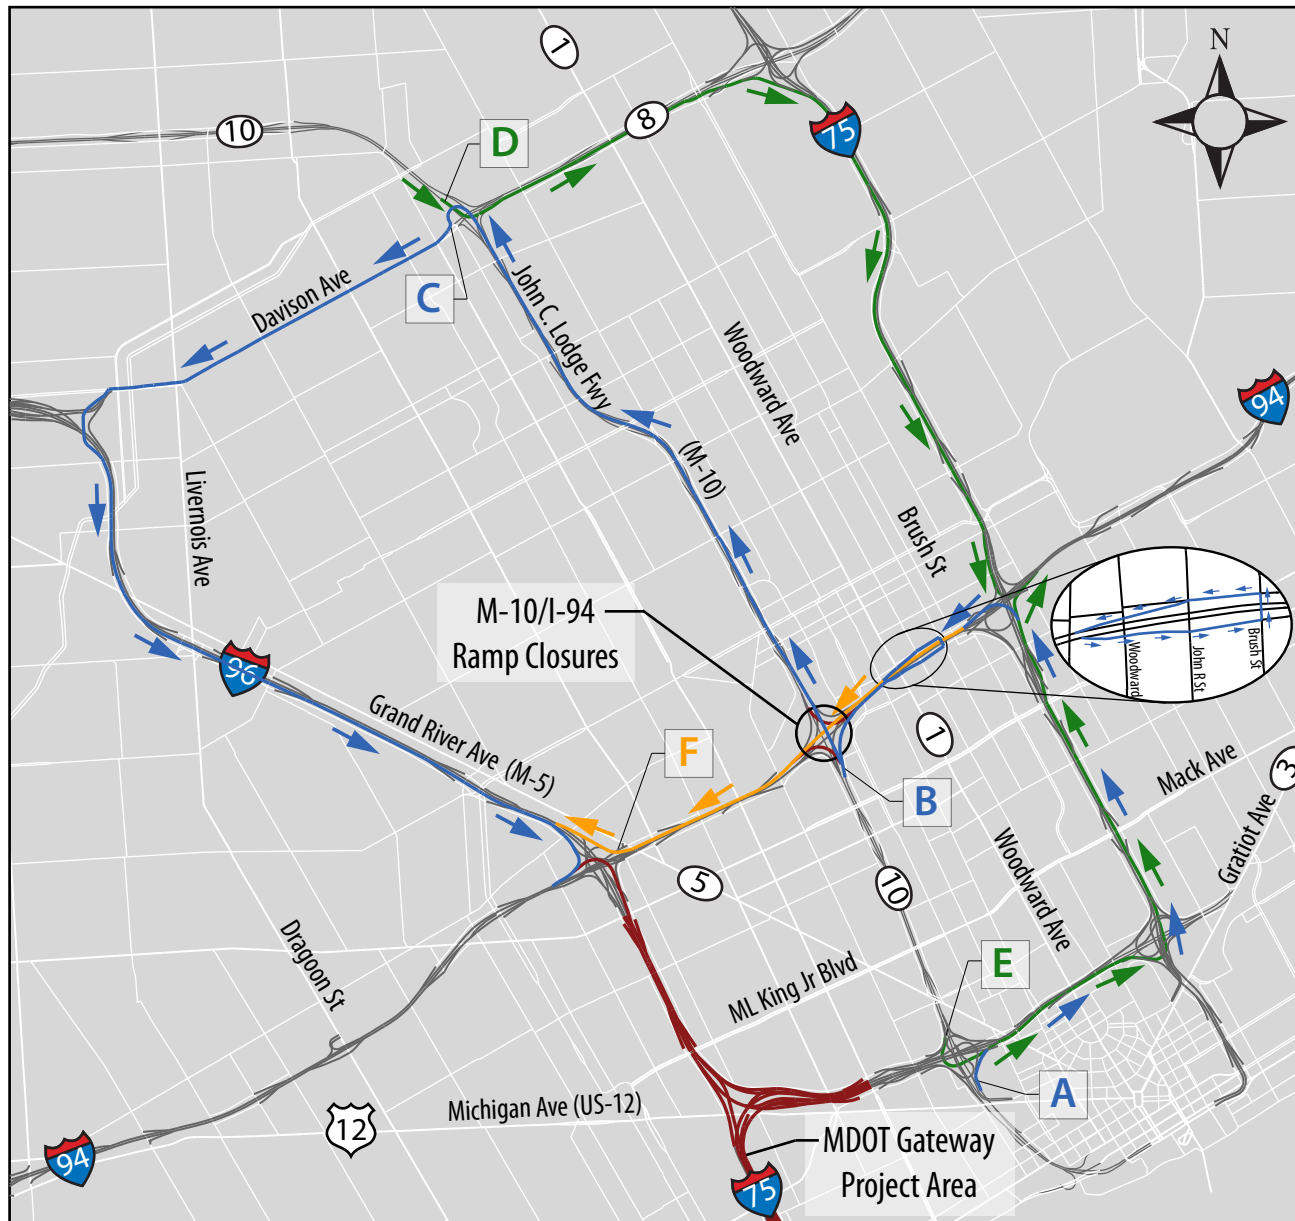 N
1
10
8
75
D
C
Davison Ave
John C. Lodge Fwy
(M-10)
Woodward Ave
94
Livernois Ave
Brush St
M-10/I-94
Ramp Closures
Woodward
John R St
Brush St
96
Grand River Ave (M-5)
F
1
B
Mack Ave
3
Gratiot Ave
5
10
Woodward Ave
Dragoon St
ML King Jr Blvd
E
A
Michigan Ave (US-12)
12
94
MDOT Gateway
Project Area
75